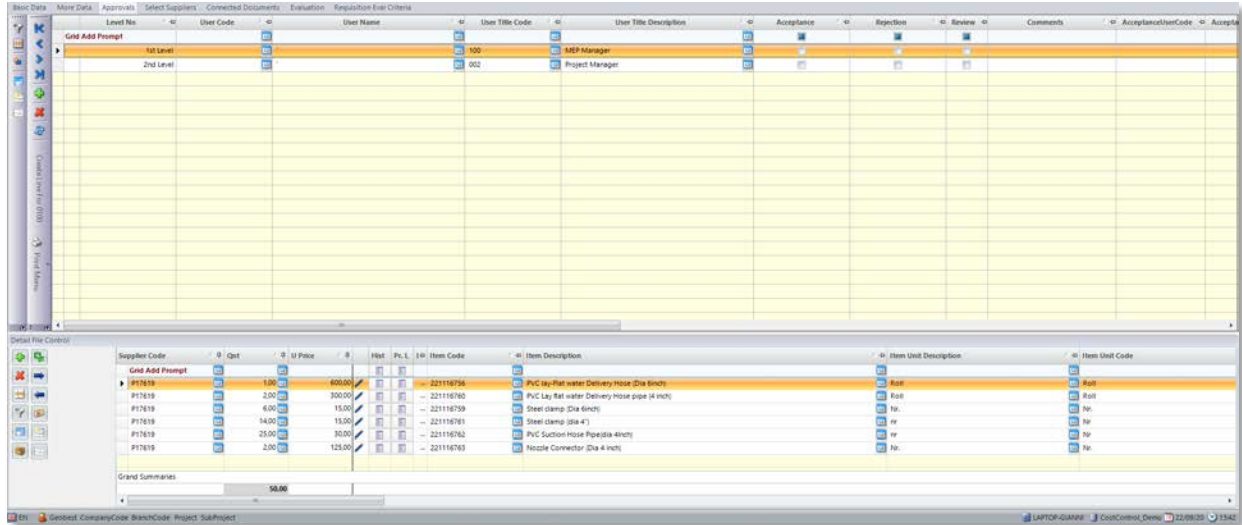 Basic Data More Data Approvals Select Suppliers Connected Documents Evaluation Requisition Eval Criteria
Level No User Code User Name User Title Code User Title Description Acceptance Rejection Review Comments AcceptanceUserCode Accepta
Grid Add Prompt
1st Level 100 MEP Manager
2nd Level 002 Project Manager
Create Line For (100)
Print Menu
Detail File Control
Supplier Code Qnt U Price Hist Pr. L Item Code Item Description Item Unit Description Item Unit Code
Grid Add Prompt
P17619 1,00 600,00 221116756 PVC lay-Flat water Delivery Hose (Dia 6inch) Roll Roll
P17619 2,00 300,00 221116760 PVC Lay flat water Delivery Hose pipe (4 inch) Roll Roll
P17619 6,00 15,00 221116759 Steel clamp (Dia 6inch) Nr. Nr.
P17619 14,00 15,00 221116761 Steel clamp (dia 4") nr Nr
P17619 25,00 30,00 221116762 PVC Suction Hose Pipe(dia 4inch) Nr Nr
P17619 2,00 125,00 221116763 Nozzle Connector (Dia 4 inch) Nr. Nr.
Grand Summaries
50,00
EN CompanyCode BranchCode Project SubProject LAPTOP-GIANNI CostControl_Demo 22/09/20 13:42